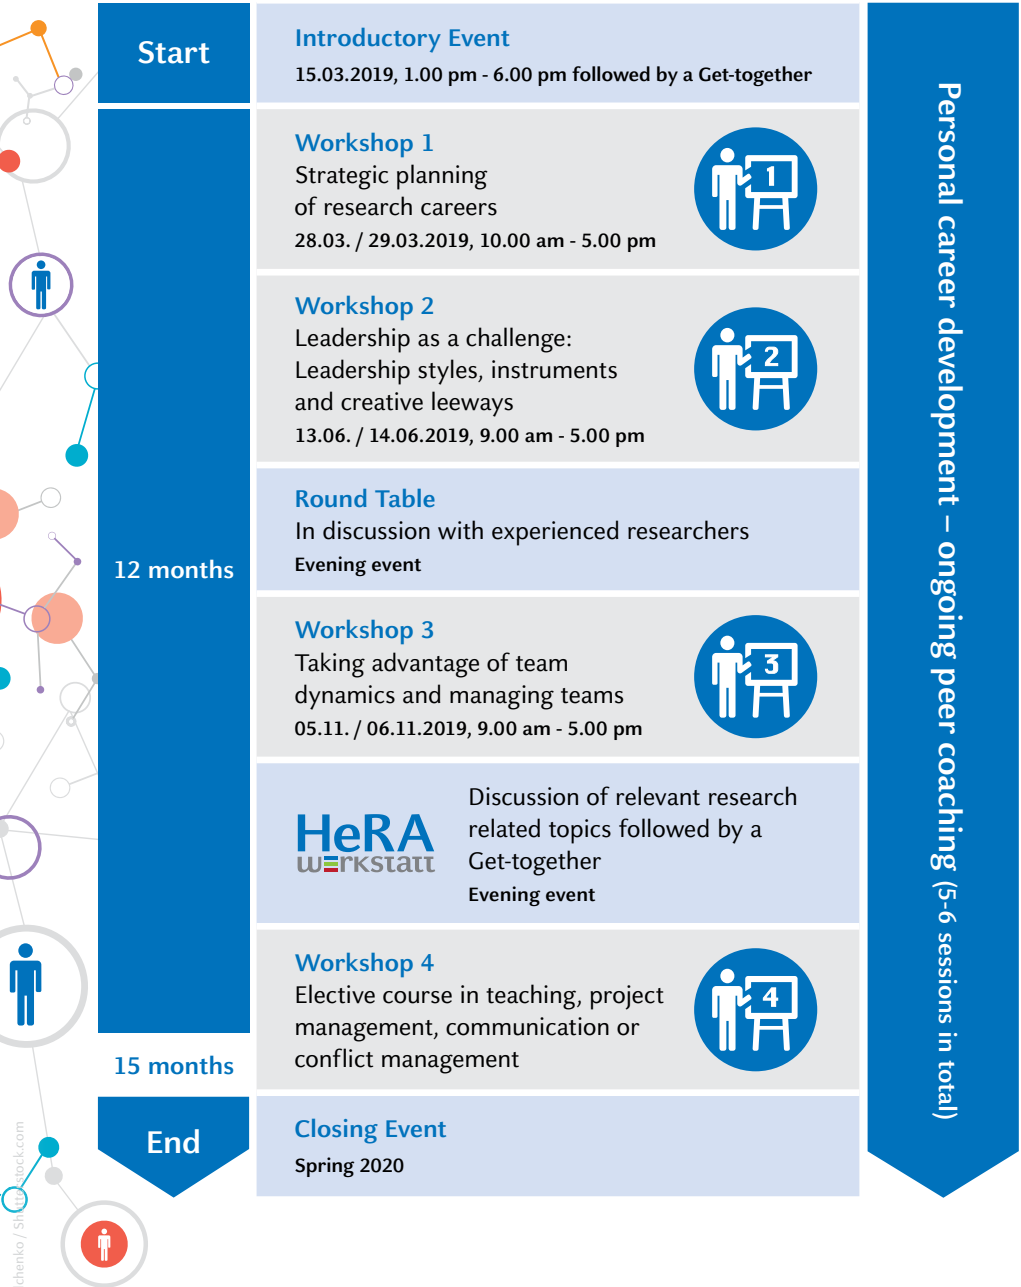 Start
Introductory Event
15.03.2019, 1.00 pm - 6.00 pm followed by a Get-together
12 months
Workshop 1
Strategic planning
of research careers
28.03. / 29.03.2019, 10.00 am - 5.00 pm
1
Workshop 2
Leadership as a challenge:
Leadership styles, instruments
and creative leeways
13.06. / 14.06.2019, 9.00 am - 5.00 pm
2
Round Table
In discussion with experienced researchers
Evening event
Workshop 3
Taking advantage of team
dynamics and managing teams
05.11. / 06.11.2019, 9.00 am - 5.00 pm
3
HeRA
werkstatt
Discussion of relevant research
related topics followed by a
Get-together
Evening event
Workshop 4
Elective course in teaching, project
management, communication or
conflict management
4
15 months
End
Closing Event
Spring 2020
Personal career development – ongoing peer coaching (5-6 sessions in total)
/ Shutterstock.com